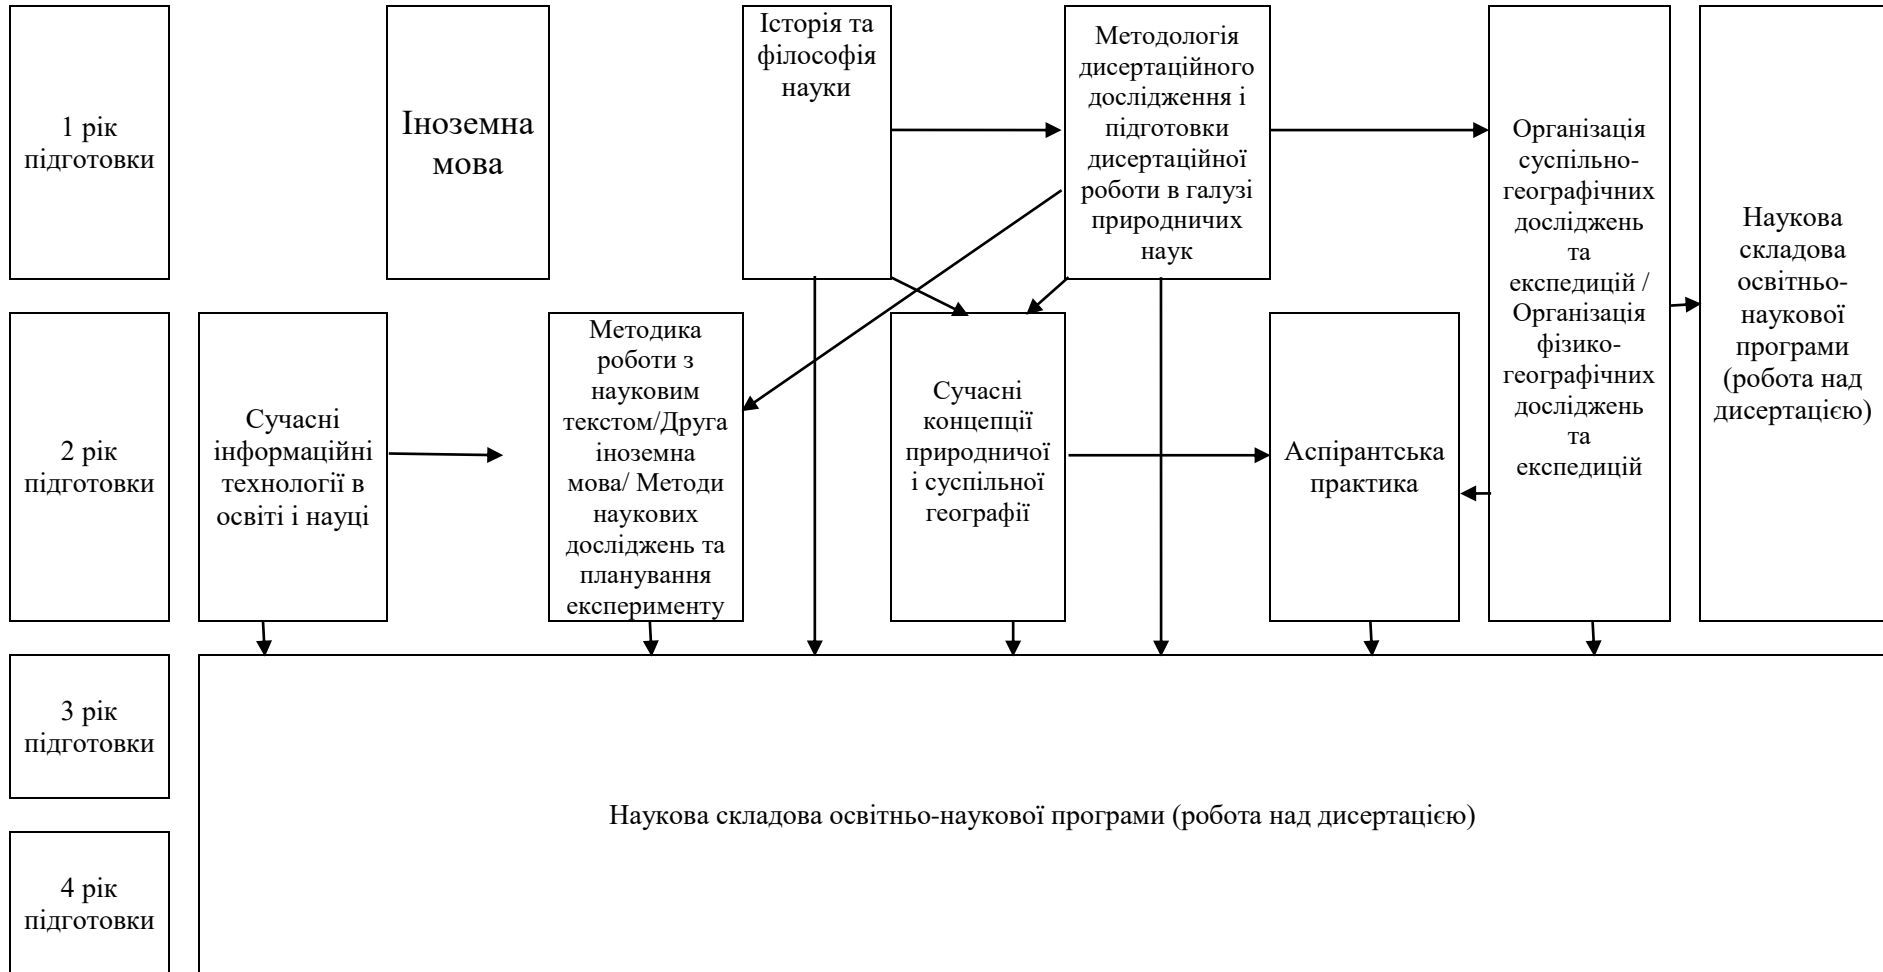 1 рік
підготовки
Іноземна
мова
Історія та
філософія
науки
Методологія
дисертаційного
дослідження і
підготовки
дисертаційної
роботи в галузі
природничих
наук
Організація
суспільно-
географічних
досліджень
та
експедицій /
Організація
фізико-
географічних
досліджень
та
експедицій
Наукова
складова
освітньо-
наукової
програми
(робота над
дисертацією)
2 рік
підготовки
Сучасні
інформаційні
технології в
освіті і науці
Методика
роботи з
науковим
текстом/Друга
іноземна
мова/ Методи
наукових
досліджень та
планування
експерименту
Сучасні
концепції
природничої
і суспільної
географії
Аспірантська
практика
3 рік
підготовки
Наукова складова освітньо-наукової програми (робота над дисертацією)
4 рік
підготовки